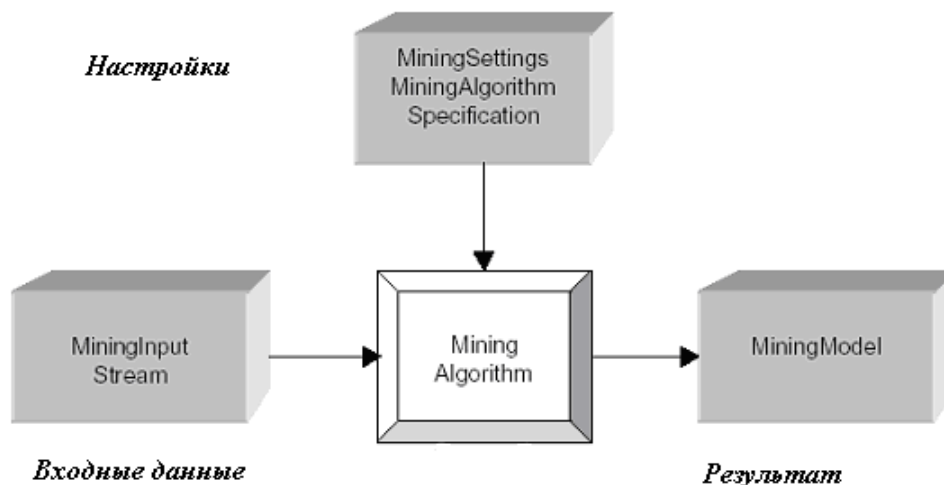 Настройки
MiningSettings
MiningAlgorithm
Specification
MiningInput
Stream
Mining
Algorithm
MiningModel
Входные данные
Результат